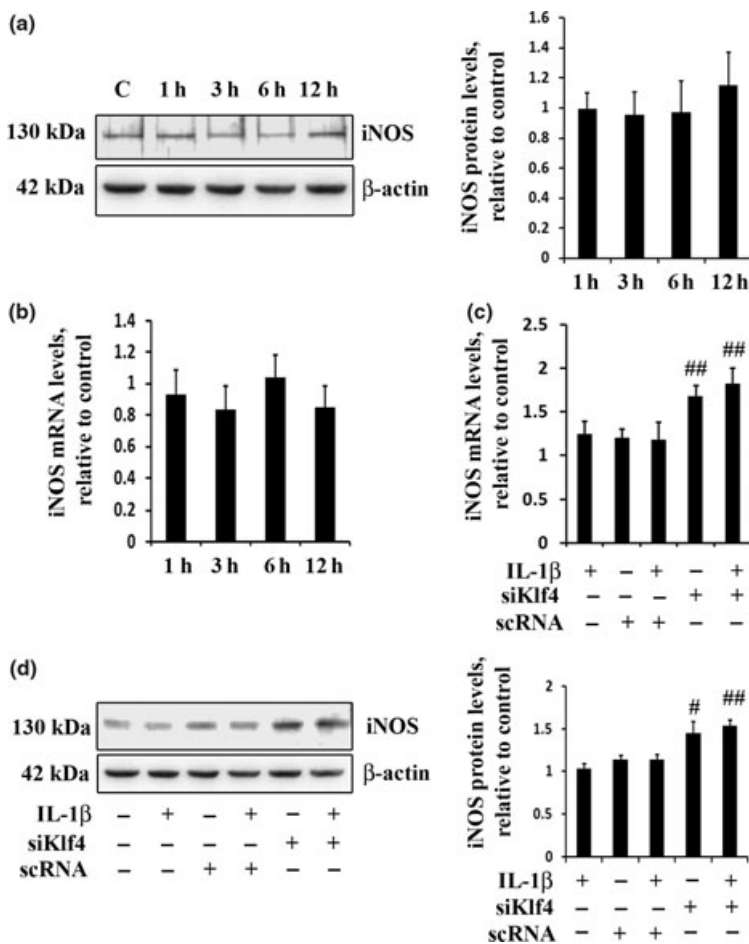 (a)
C 1 h 3 h 6 h 12 h
130 kDa iNOS
42 kDa β-actin
iNOS protein levels,
relative to control
1.6
1.4
1.2
1
0.8
0.6
0.4
0.2
0
1 h 3 h 6 h 12 h
(b)
iNOS mRNA levels,
relative to control
1.4
1.2
1
0.8
0.6
0.4
0.2
0
1 h 3 h 6 h 12 h
(c)
iNOS mRNA levels,
relative to control
2.5
2
1.5
1
0.5
0
## ##
IL-1β + – + – +
siKlf4 – – – + +
scRNA – + + – –
(d)
130 kDa iNOS
42 kDa β-actin
IL-1β – + – + – +
siKlf4 – – – – + +
scRNA – – + + – –
iNOS protein levels,
relative to control
2
1.5
1
0.5
0
# ##
IL-1β + – + – +
siKlf4 – – – + +
scRNA – + + – –